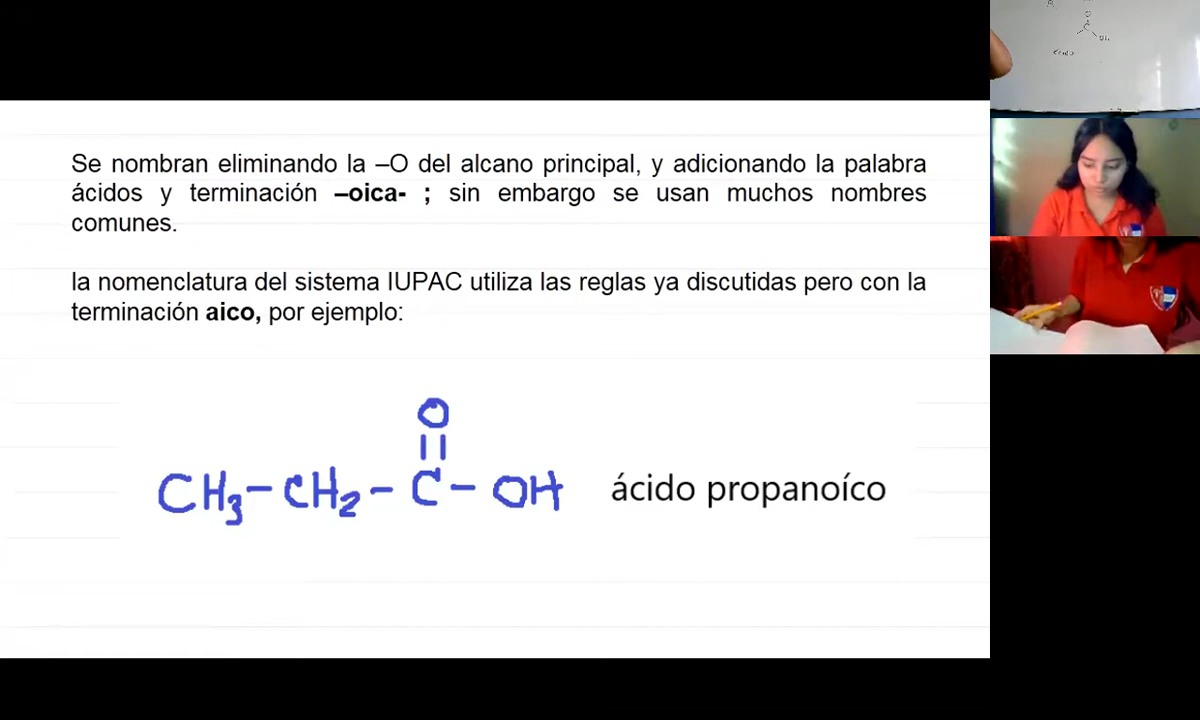 Se nombran eliminando la –O del alcano principal, y adicionando la palabra
ácidos y terminación –oica- ; sin embargo se usan muchos nombres
comunes.
la nomenclatura del sistema IUPAC utiliza las reglas ya discutidas pero con la
terminación aico, por ejemplo:
O
CH3-CH2-C-OH ácido propanoíco
O
C